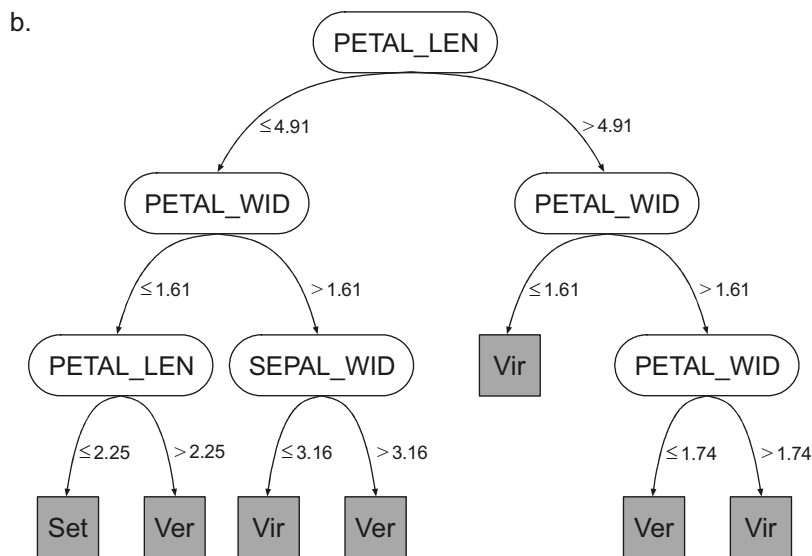 b.
PETAL_LEN
≤4.91 >4.91
PETAL_WID PETAL_WID
≤1.61 >1.61 ≤1.61 >1.61
PETAL_LEN SEPAL_WID Vir PETAL_WID
≤2.25 >2.25 ≤3.16 >3.16 ≤1.74 >1.74
Set Ver Vir Ver Ver Vir